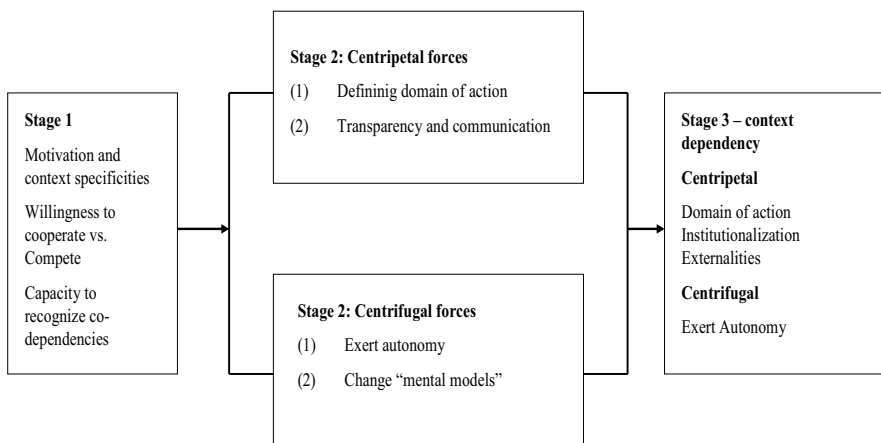 Stage 1
Motivation and
context specificities
Willingness to
cooperate vs.
Compete
Capacity to
recognize co-
dependencies
Stage 2: Centripetal forces
(1) Defininig domain of action
(2) Transparency and communication
Stage 2: Centrifugal forces
(1) Exert autonomy
(2) Change “mental models”
Stage 3 – context
dependency
Centripetal
Domain of action
Institutionalization
Externalities
Centrifugal
Exert Autonomy